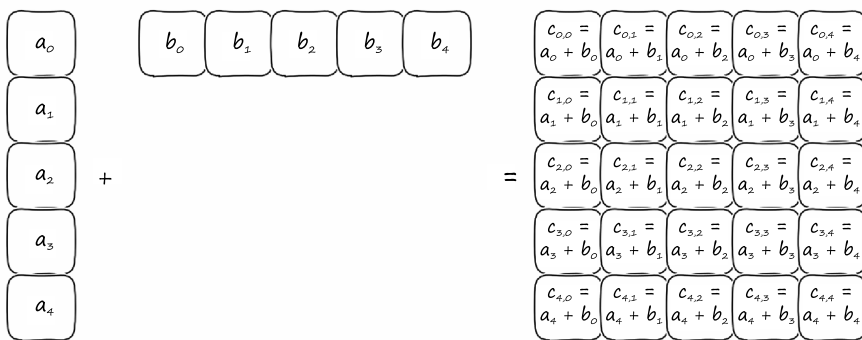 a₀ b₀ b₁ b₂ b₃ b₄ c₀,₀ = c₀,₁ = c₀,₂ = c₀,₃ = c₀,₄ =
a₀ + b₀ a₀ + b₁ a₀ + b₂ a₀ + b₃ a₀ + b₄
a₁ c₁,₀ = c₁,₁ = c₁,₂ = c₁,₃ = c₁,₄ =
a₁ + b₀ a₁ + b₁ a₁ + b₂ a₁ + b₃ a₁ + b₄
a₂ + = c₂,₀ = c₂,₁ = c₂,₂ = c₂,₃ = c₂,₄ =
a₂ + b₀ a₂ + b₁ a₂ + b₂ a₂ + b₃ a₂ + b₄
a₃ c₃,₀ = c₃,₁ = c₃,₂ = c₃,₃ = c₃,₄ =
a₃ + b₀ a₃ + b₁ a₃ + b₂ a₃ + b₃ a₃ + b₄
a₄ c₄,₀ = c₄,₁ = c₄,₂ = c₄,₃ = c₄,₄ =
a₄ + b₀ a₄ + b₁ a₄ + b₂ a₄ + b₃ a₄ + b₄